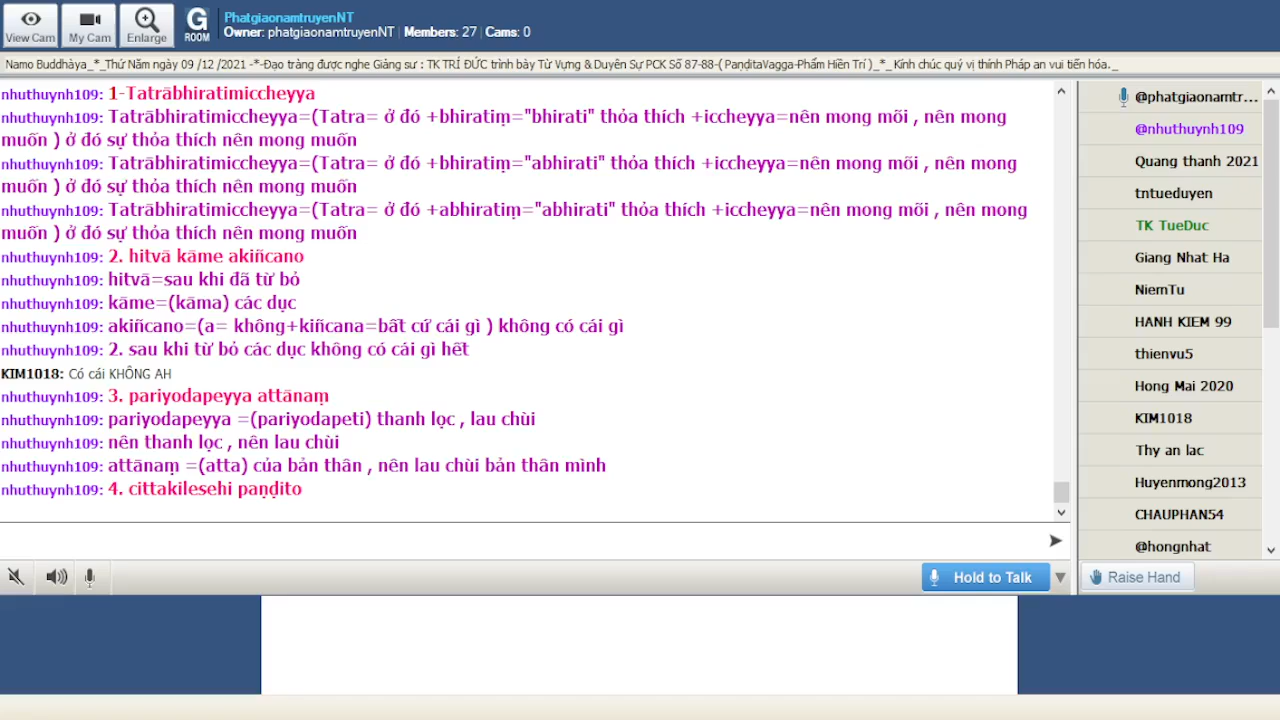 View Cam
My Cam
Enlarge
G
ROOM
PhatgiaonamtruyenNT
Owner: phatgiaonamtruyenNT | Members: 27 | Cams: 0
Namo Buddhàya_*_Thứ Năm ngày 09 /12 /2021 -*-Đạo tràng được nghe Giảng sư : TK TRÍ ĐỨC trình bày Từ Vựng & Duyên Sự PCK Số 87-88-( PaṇḍitaVagga-Phẩm Hiền Trí )_*_ Kính chúc quý vị thính Pháp an vui tiến hóa._
nhuthuynh109: 1-Tatrābhiratimiccheyya
nhuthuynh109: Tatrābhiratimiccheyya=(Tatra= ở đó +bhiratiṃ="bhirati" thỏa thích +iccheyya=nên mong mõi , nên mong
muốn ) ở đó sự thỏa thích nên mong muốn
nhuthuynh109: Tatrābhiratimiccheyya=(Tatra= ở đó +bhiratiṃ="abhirati" thỏa thích +iccheyya=nên mong mõi , nên mong
muốn ) ở đó sự thỏa thích nên mong muốn
nhuthuynh109: Tatrābhiratimiccheyya=(Tatra= ở đó +abhiratiṃ="abhirati" thỏa thích +iccheyya=nên mong mõi , nên mong
muốn ) ở đó sự thỏa thích nên mong muốn
nhuthuynh109: 2. hitvā kāme akiñcano
nhuthuynh109: hitvā=sau khi đã từ bỏ
nhuthuynh109: kāme=(kāma) các dục
nhuthuynh109: akiñcano=(a= không+kiñcana=bất cứ cái gì ) không có cái gì
nhuthuynh109: 2. sau khi từ bỏ các dục không có cái gì hết
KIM1018: Có cái KHÔNG AH
nhuthuynh109: 3. pariyodapeyya attānaṃ
nhuthuynh109: pariyodapeyya =(pariyodapeti) thanh lọc , lau chùi
nhuthuynh109: nên thanh lọc , nên lau chùi
nhuthuynh109: attānaṃ =(atta) của bản thân , nên lau chùi bản thân mình
nhuthuynh109: 4. cittakilesehi paṇḍito
@phatgiaonamtr...
@nhuthuynh109
Quang thanh 2021
tntueduyen
TK TueDuc
Giang Nhat Ha
NiemTu
HANH KIEM 99
thienvu5
Hong Mai 2020
KIM1018
Thy an lac
Huyenmong2013
CHAUPHAN54
@hongnhat
Hold to Talk
Raise Hand